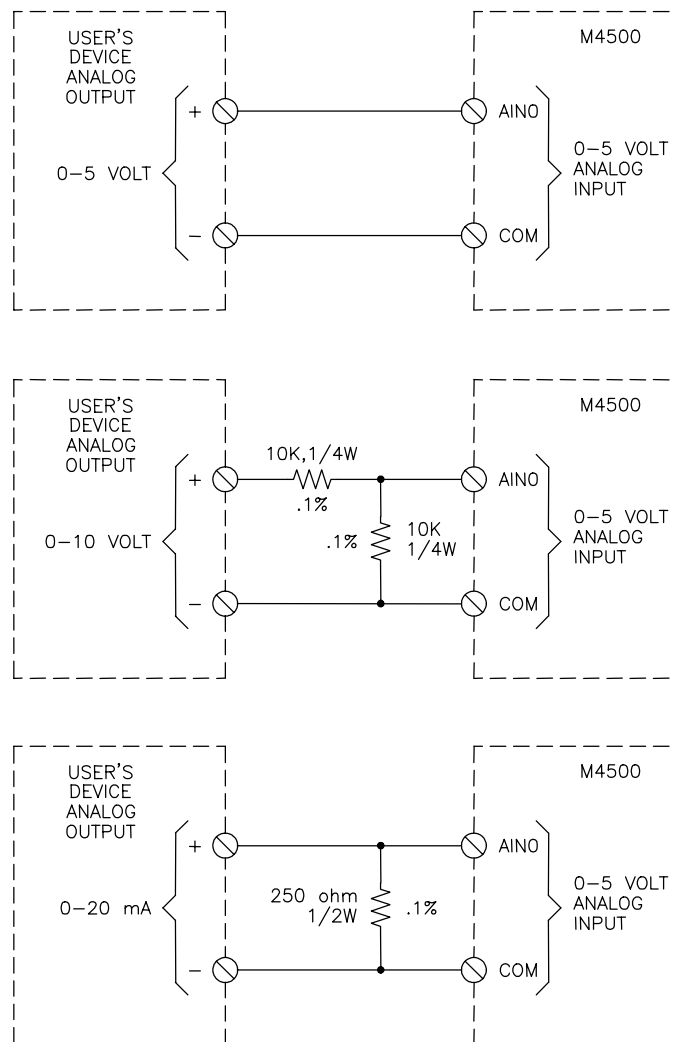 USER'S
DEVICE
ANALOG
OUTPUT
M4500
+
AIN0
0-5 VOLT
0-5 VOLT
ANALOG
INPUT
-
COM
USER'S
DEVICE
ANALOG
OUTPUT
M4500
10K,1/4W
+
AIN0
.1%
0-10 VOLT
.1%
10K
1/4W
0-5 VOLT
ANALOG
INPUT
-
COM
USER'S
DEVICE
ANALOG
OUTPUT
M4500
+
AIN0
0-20 mA
250 ohm
1/2W
.1%
0-5 VOLT
ANALOG
INPUT
-
COM